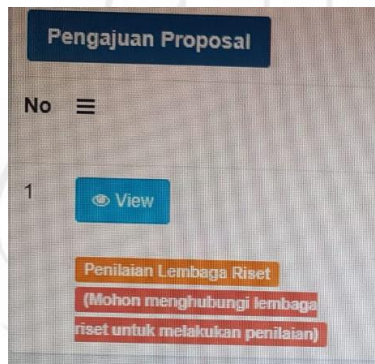 Pengajuan Proposal
No
1
View
Penilaian Lembaga Riset
(Mohon menghubungi lembaga
riset untuk melakukan penilaian)